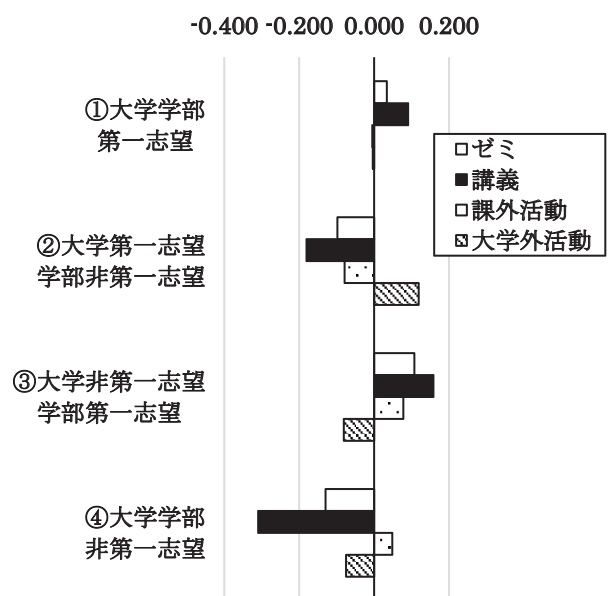 -0.400 -0.200 0.000 0.200
①大学学部
第一志望
ゼミ
講義
課外活動
大学外活動
②大学第一志望
学部非第一志望
③大学非第一志望
学部第一志望
④大学学部
非第一志望